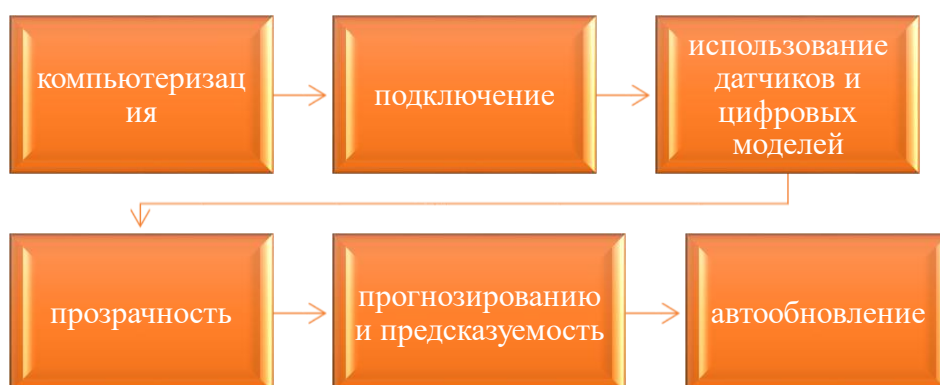 компьютеризац
ия
подключение
использование
датчиков и
цифровых
моделей
прозрачность
прогнозированию
и предсказуемость
автообновление